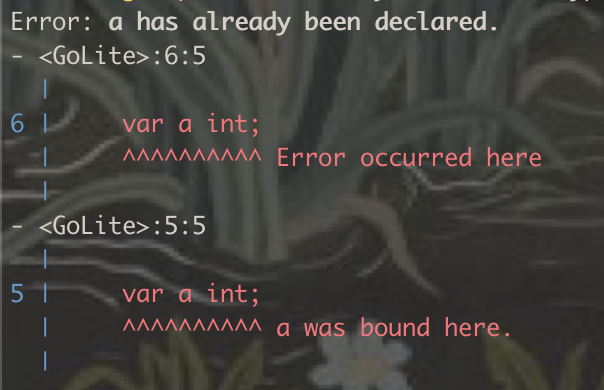 Error: a has already been declared.
- <GoLite>:6:5
  |
6 |     var a int;
  |     ^^^^^^^^^^ Error occurred here
  |
- <GoLite>:5:5
  |
5 |     var a int;
  |     ^^^^^^^^^^ a was bound here.
  |